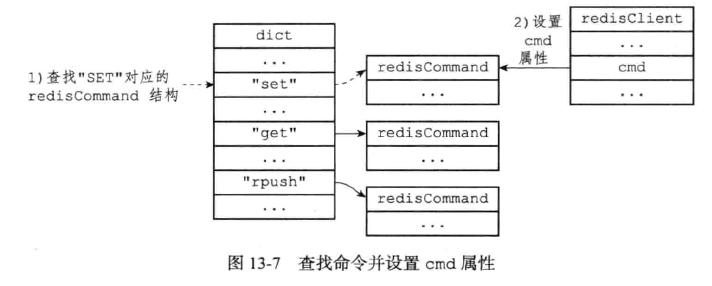 1)查找"SET"对应的
redisCommand 结构
dict
...
"set"
...
"get"
...
"rpush"
...
redisCommand
...
redisCommand
...
redisCommand
...
2)设置
cmd
属性
redisClient
...
cmd
...
图 13-7 查找命令并设置 cmd 属性